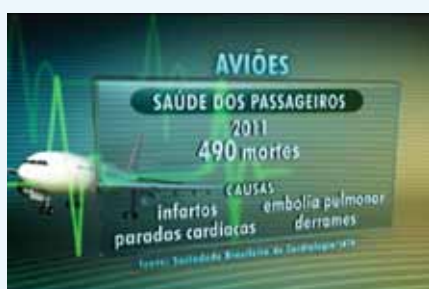 AVIÕES
SAÚDE DOS PASSAGEIROS
2011
490 mortes
CAUSAS
infartos embolia pulmonar
paradas cardíacas derrames
Fonte: Sociedade Brasileira de Cardiologia